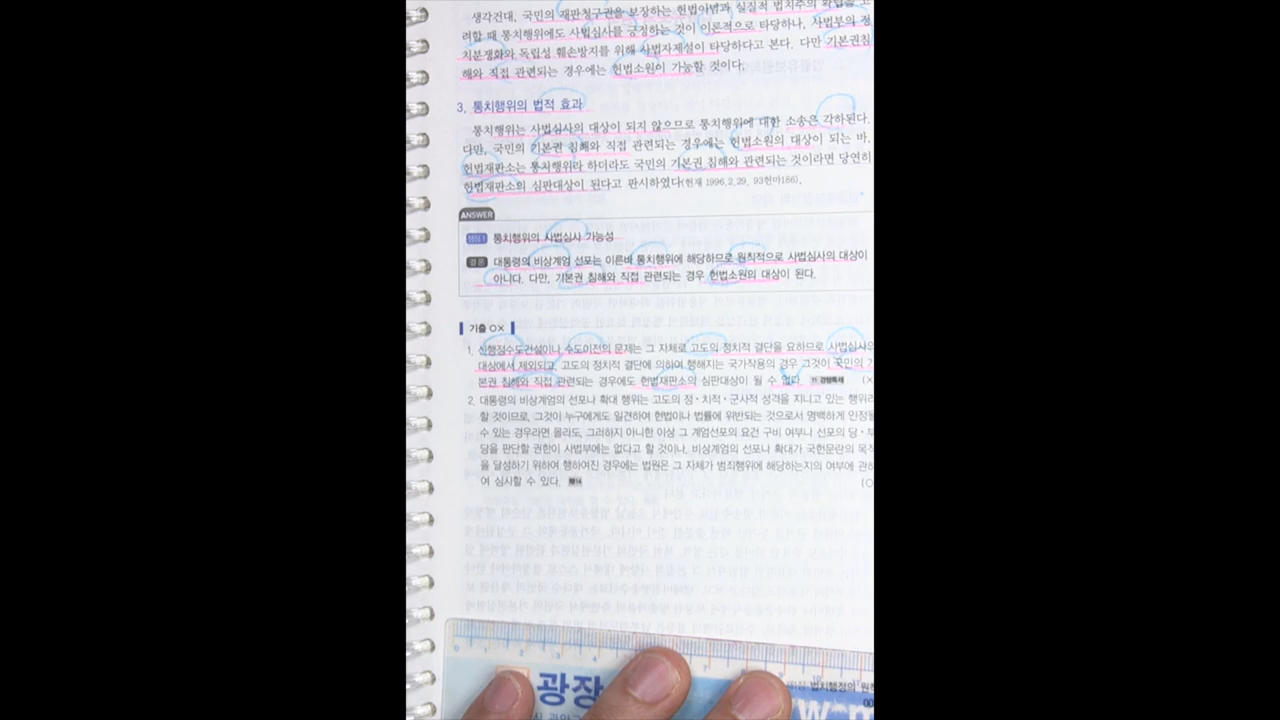 생각건대, 국민의 재판청구권을 보장하는 헌법이념과 실질적 법치주의 확립을 고
려할 때 통치행위에도 사법심사를 긍정하는 것이 이론적으로 타당하나, 사법부의 정
치분쟁화와 독립성 훼손방지를 위해 사법자제설이 타당하다고 본다. 다만 기본권침
해와 직접 관련되는 경우에는 헌법소원이 가능할 것이다.
3. 통치행위의 법적 효과
통치행위는 사법심사의 대상이 되지 않으므로 통치행위에 대한 소송은 각하된다.
다만, 국민의 기본권 침해와 직접 관련되는 경우에는 헌법소원의 대상이 되는 바,
헌법재판소는 통치행위라 하더라도 국민의 기본권 침해와 관련되는 것이라면 당연히
헌법재판소의 심판대상이 된다고 판시하였다(헌재 1996.2.29, 93헌마186).
ANSWER
쟁점1 통치행위의 사법심사 가능성
결론 대통령의 비상계엄 선포는 이른바 통치행위에 해당하므로 원칙적으로 사법심사의 대상이
아니다. 다만, 기본권 침해와 직접 관련되는 경우 헌법소원의 대상이 된다.
기출 O×
1. 신행정수도건설이나 수도이전의 문제는 그 자체로 고도의 정치적 결단을 요하므로 사법심사의
대상에서 제외되고, 고도의 정치적 결단에 의하여 행해지는 국가작용의 경우 그것이 국민의 기
본권 침해와 직접 관련되는 경우에도 헌법재판소의 심판대상이 될 수 없다. (×
2. 대통령의 비상계엄의 선포나 확대 행위는 고도의 정·치적·군사적 성격을 지니고 있는 행위라
할 것이므로, 그것이 누구에게도 일견하여 헌법이나 법률에 위반되는 것으로서 명백하게 인정될
수 있는 경우라면 몰라도, 그러하지 아니한 이상 그 계엄선포의 요건 구비 여부나 선포의 당·부
당을 판단할 권한이 사법부에는 없다고 할 것이나, 비상계엄의 선포나 확대가 국헌문란의 목적
을 달성하기 위하여 행하여진 경우에는 법원은 그 자체가 범죄행위에 해당하는지의 여부에 관하
여 심사할 수 있다. (O
0 1 2 3 4 7 8 9 10 11
광장
법치행정의 원